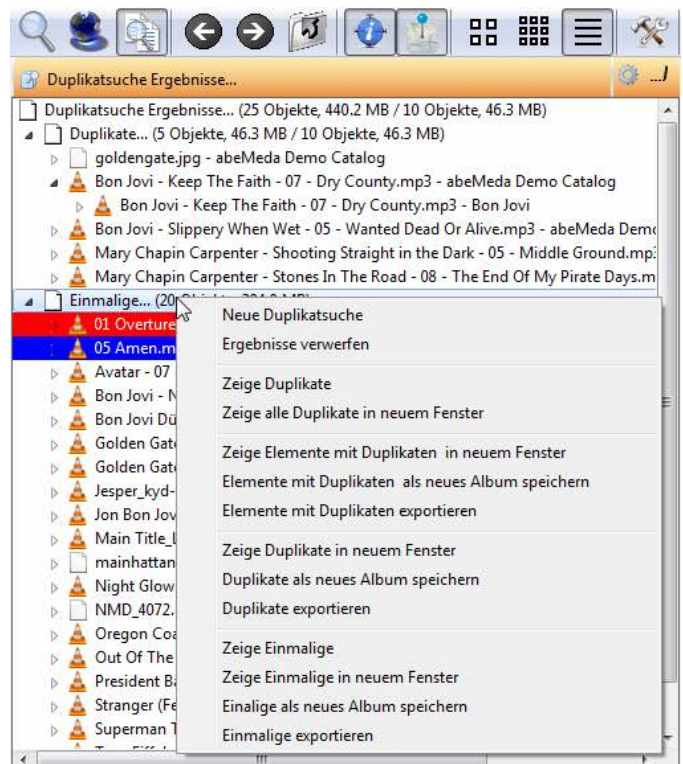 Duplikatsuche Ergebnisse...
Duplikatsuche Ergebnisse... (25 Objekte, 440.2 MB / 10 Objekte, 46.3 MB)
Duplikate... (5 Objekte, 46.3 MB / 10 Objekte, 46.3 MB)
goldengate.jpg - abeMeda Demo Catalog
Bon Jovi - Keep The Faith - 07 - Dry County.mp3 - abeMeda Demo Catalog
Bon Jovi - Keep The Faith - 07 - Dry County.mp3 - Bon Jovi
Bon Jovi - Slippery When Wet - 05 - Wanted Dead Or Alive.mp3 - abeMeda Demo
Mary Chapin Carpenter - Shooting Straight in the Dark - 05 - Middle Ground.mp
Mary Chapin Carpenter - Stones In The Road - 08 - The End Of My Pirate Days.m
Einmalige... (20
01 Overture
05 Amen.m
Avatar - 07
Bon Jovi - N
Bon Jovi Dü
Golden Gat
Golden Gat
Jesper_kyd-
Jon Bon Jov
Main Title_
mainhattan
Night Glow
NMD_4072.
Oregon Coa
Out Of The
President Ba
Stranger (Fe
Superman T
Neue Duplikatsuche
Ergebnisse verwerfen
Zeige Duplikate
Zeige alle Duplikate in neuem Fenster
Zeige Elemente mit Duplikaten in neuem Fenster
Elemente mit Duplikaten als neues Album speichern
Elemente mit Duplikaten exportieren
Zeige Duplikate in neuem Fenster
Duplikate als neues Album speichern
Duplikate exportieren
Zeige Einmalige
Zeige Einmalige in neuem Fenster
Einalige als neues Album speichern
Einmalige exportieren